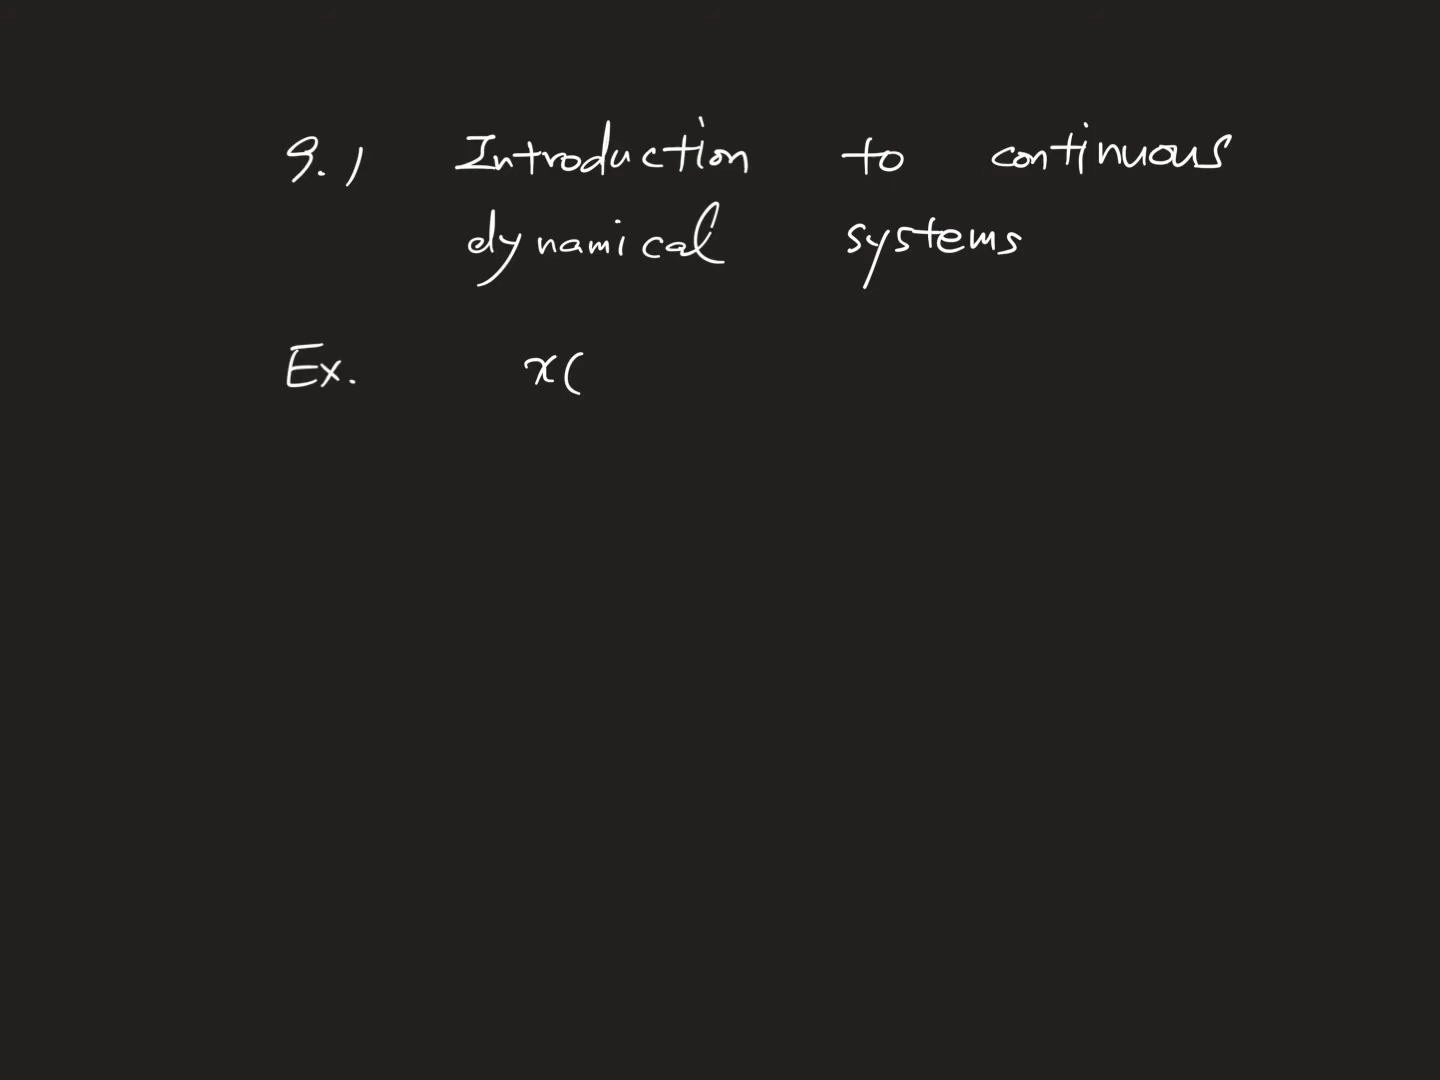 9.1 Introduction to continuous
dynamical systems
Ex. x(